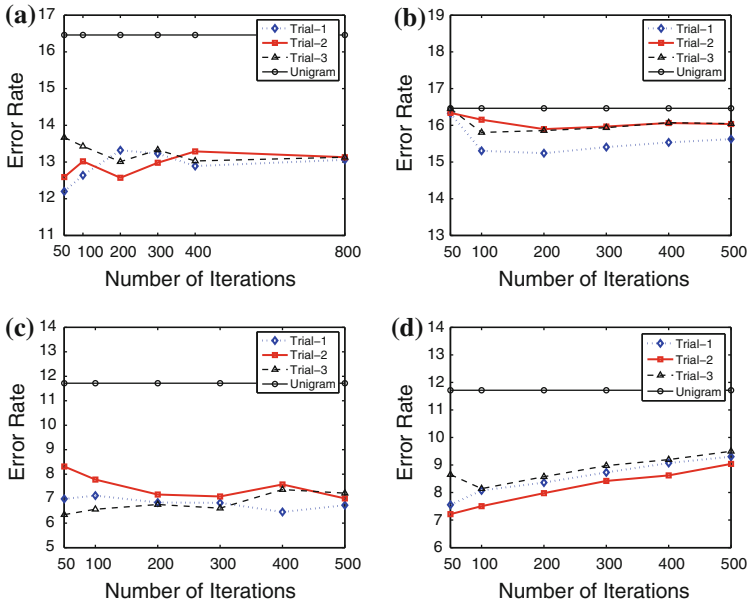 (a)
17
16
15
14
13
12
11
Error Rate
50 100 200 300 400 800
Number of Iterations
Trial-1
Trial-2
Trial-3
Unigram
(b)
19
18
17
16
15
14
13
Error Rate
50 100 200 300 400 500
Number of Iterations
Trial-1
Trial-2
Trial-3
Unigram
(c)
14
13
12
11
10
9
8
7
6
5
Error Rate
50 100 200 300 400 500
Number of Iterations
Trial-1
Trial-2
Trial-3
Unigram
(d)
14
13
12
11
10
9
8
7
6
Error Rate
50 100 200 300 400 500
Number of Iterations
Trial-1
Trial-2
Trial-3
Unigram